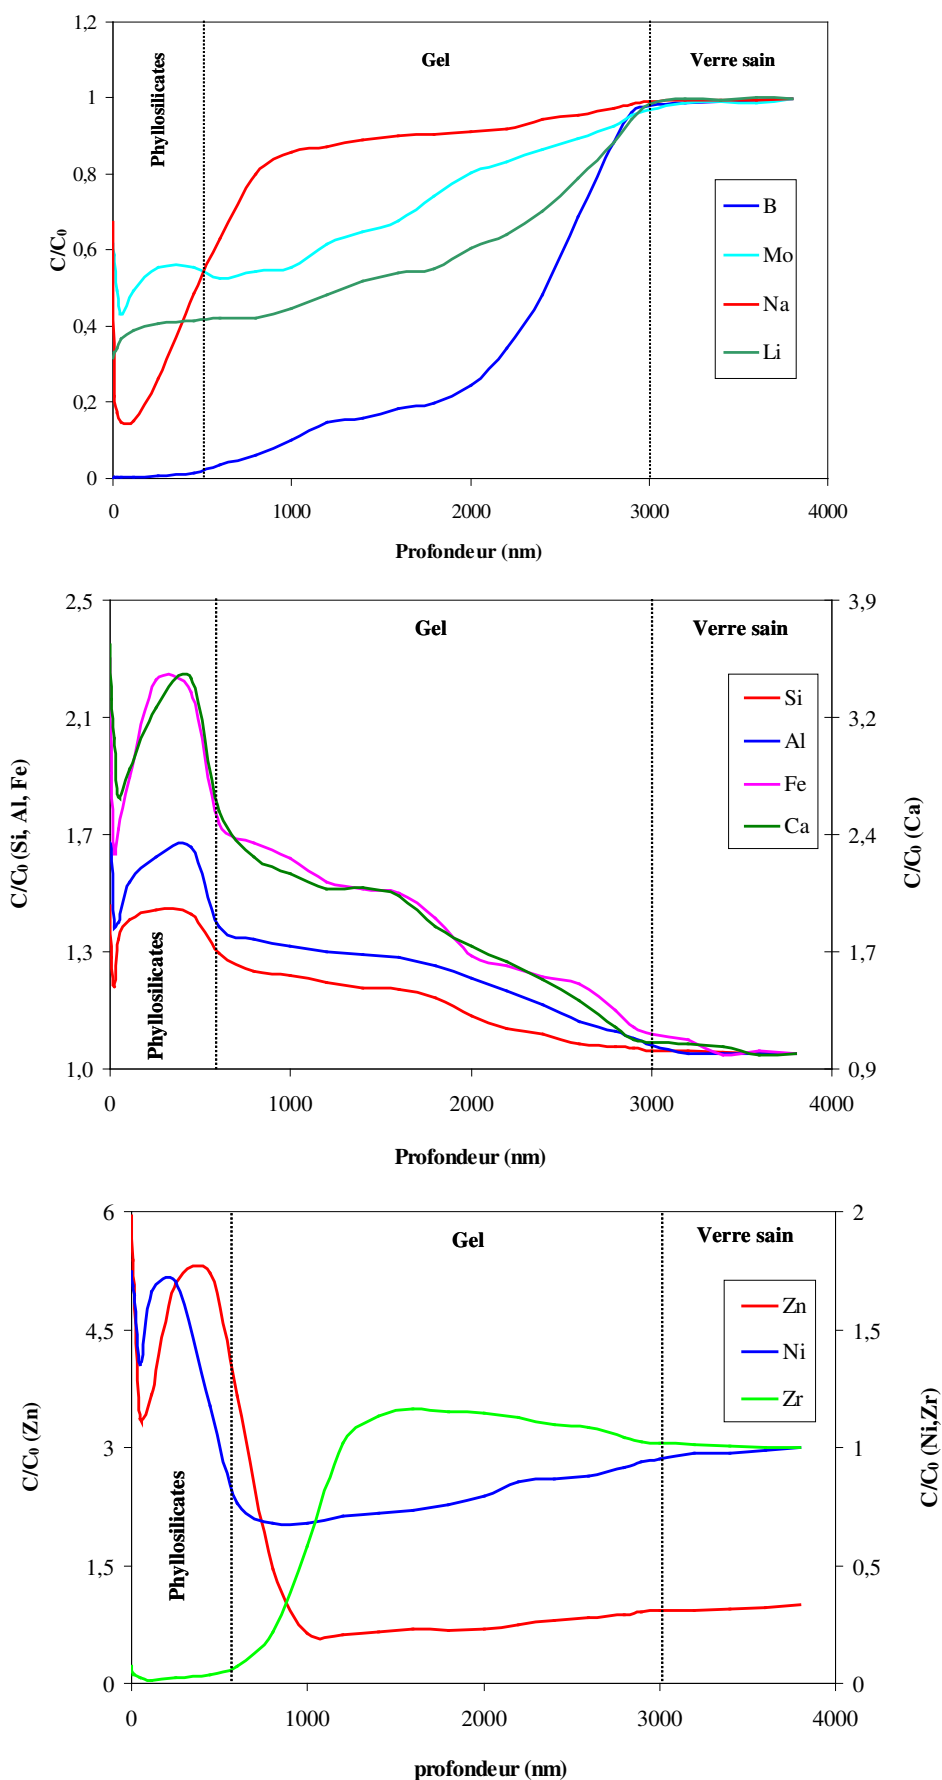 1,2
1
0,8
0,6
0,4
0,2
0
C/C0
Phyllosilicates
Gel
Verre sain
B
Mo
Na
Li
0 1000 2000 3000 4000
Profondeur (nm)
2,5
2,1
1,7
1,3
1,0
C/C0 (Si, Al, Fe)
Phyllosilicates
Gel
Verre sain
Si
Al
Fe
Ca
3,9
3,2
2,4
1,7
0,9
C/C0 (Ca)
0 1000 2000 3000 4000
Profondeur (nm)
6
4,5
3
1,5
0
C/C0 (Zn)
Phyllosilicates
Gel
Verre sain
Zn
Ni
Zr
2
1,5
1
0,5
0
C/C0 (Ni,Zr)
0 1000 2000 3000 4000
profondeur (nm)